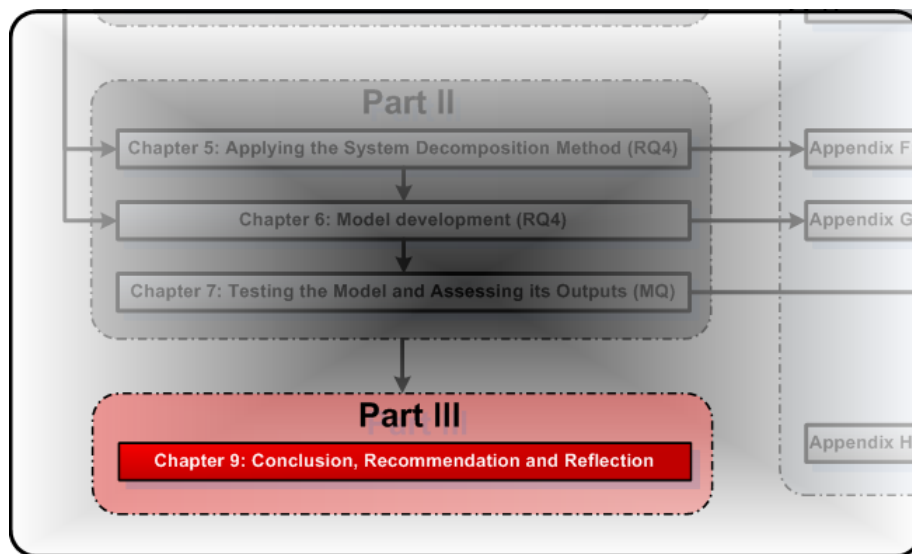 Part II
Chapter 5: Applying the System Decomposition Method (RQ4)
Appendix F
Chapter 6: Model development (RQ4)
Appendix G
Chapter 7: Testing the Model and Assessing its Outputs (MQ)
Part III
Appendix H
Chapter 9: Conclusion, Recommendation and Reflection